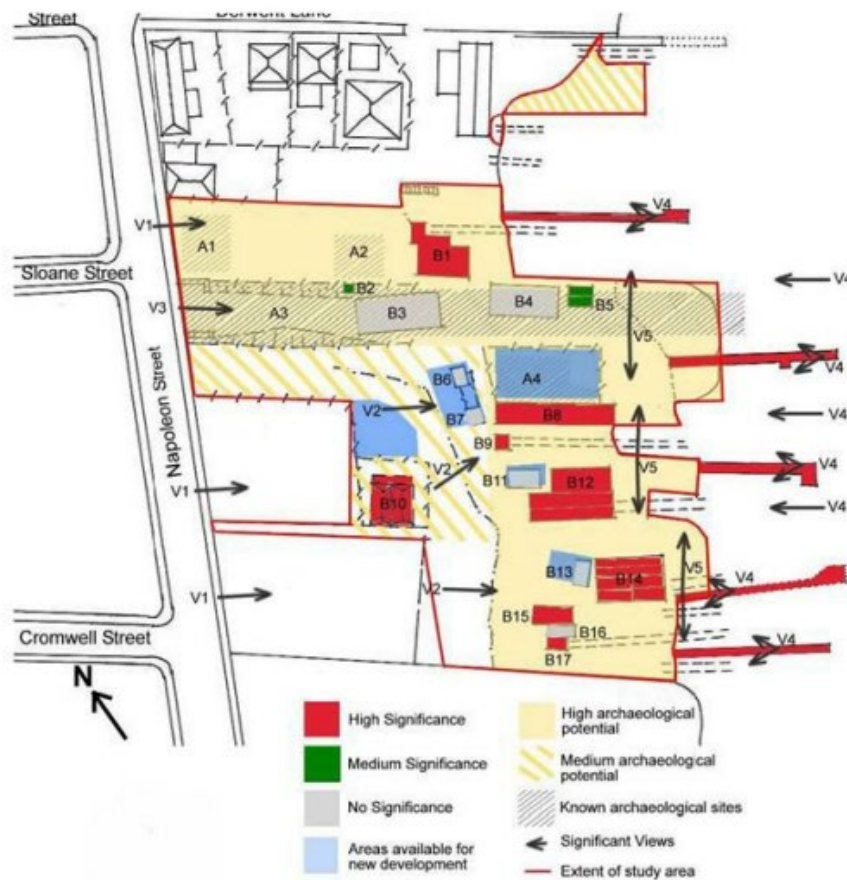 Street
Derwent Lane
V4
V1
A1
A2
B1
Sloane Street
V4
B2
B5
V3
A3
B3
B4
V5
V4
B6
A4
V2
B7
B8
V4
B9
Napoleon Street
V2
V5
V4
B11
B12
V1
B10
V4
B13
B14
V5
V4
V1
V2
B15
B16
Cromwell Street
B17
V4
N
High Significance
Medium Significance
No Significance
Areas available for
new development
High archaeological
potential
Medium archaeological
potential
Known archaeological sites
Significant Views
Extent of study area